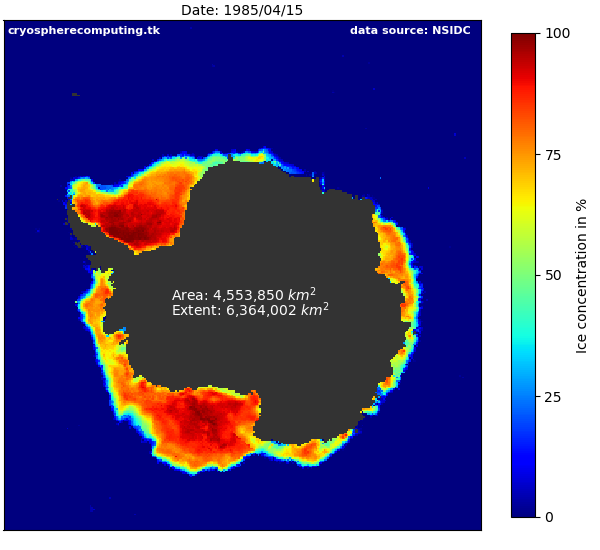 Date: 1985/04/15
cryospherecomputing.tk
data source: NSIDC
Area: 4,553,850 km²
Extent: 6,364,002 km²
100
75
50
25
0
Ice concentration in %